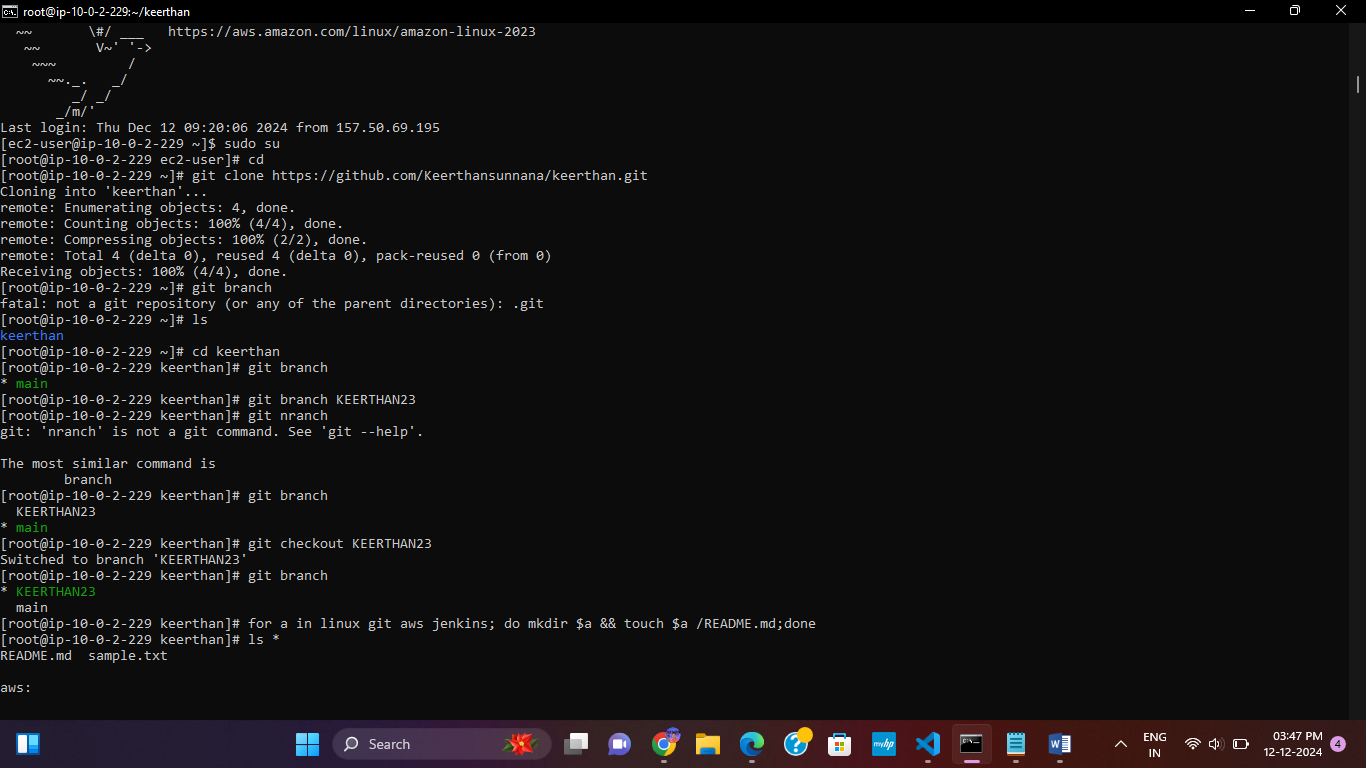 root@ip-10-0-2-229:~/keerthan
~~ \#/ ___ https://aws.amazon.com/linux/amazon-linux-2023
~~ V~' '->
~~~ /
~~._. _/
_/ _/
_/m/'
Last login: Thu Dec 12 09:20:06 2024 from 157.50.69.195
[ec2-user@ip-10-0-2-229 ~]$ sudo su
[root@ip-10-0-2-229 ec2-user]# cd
[root@ip-10-0-2-229 ~]# git clone https://github.com/Keerthansunnana/keerthan.git
Cloning into 'keerthan'...
remote: Enumerating objects: 4, done.
remote: Counting objects: 100% (4/4), done.
remote: Compressing objects: 100% (2/2), done.
remote: Total 4 (delta 0), reused 4 (delta 0), pack-reused 0 (from 0)
Receiving objects: 100% (4/4), done.
[root@ip-10-0-2-229 ~]# git branch
fatal: not a git repository (or any of the parent directories): .git
[root@ip-10-0-2-229 ~]# ls
keerthan
[root@ip-10-0-2-229 ~]# cd keerthan
[root@ip-10-0-2-229 keerthan]# git branch
* main
[root@ip-10-0-2-229 keerthan]# git branch KEERTHAN23
[root@ip-10-0-2-229 keerthan]# git nranch
git: 'nranch' is not a git command. See 'git --help'.

The most similar command is
branch
[root@ip-10-0-2-229 keerthan]# git branch
KEERTHAN23
* main
[root@ip-10-0-2-229 keerthan]# git checkout KEERTHAN23
Switched to branch 'KEERTHAN23'
[root@ip-10-0-2-229 keerthan]# git branch
* KEERTHAN23
main
[root@ip-10-0-2-229 keerthan]# for a in linux git aws jenkins; do mkdir $a && touch $a /README.md;done
[root@ip-10-0-2-229 keerthan]# ls *
README.md sample.txt

aws:
Search
myhp
ENG
IN
03:47 PM
12-12-2024
4